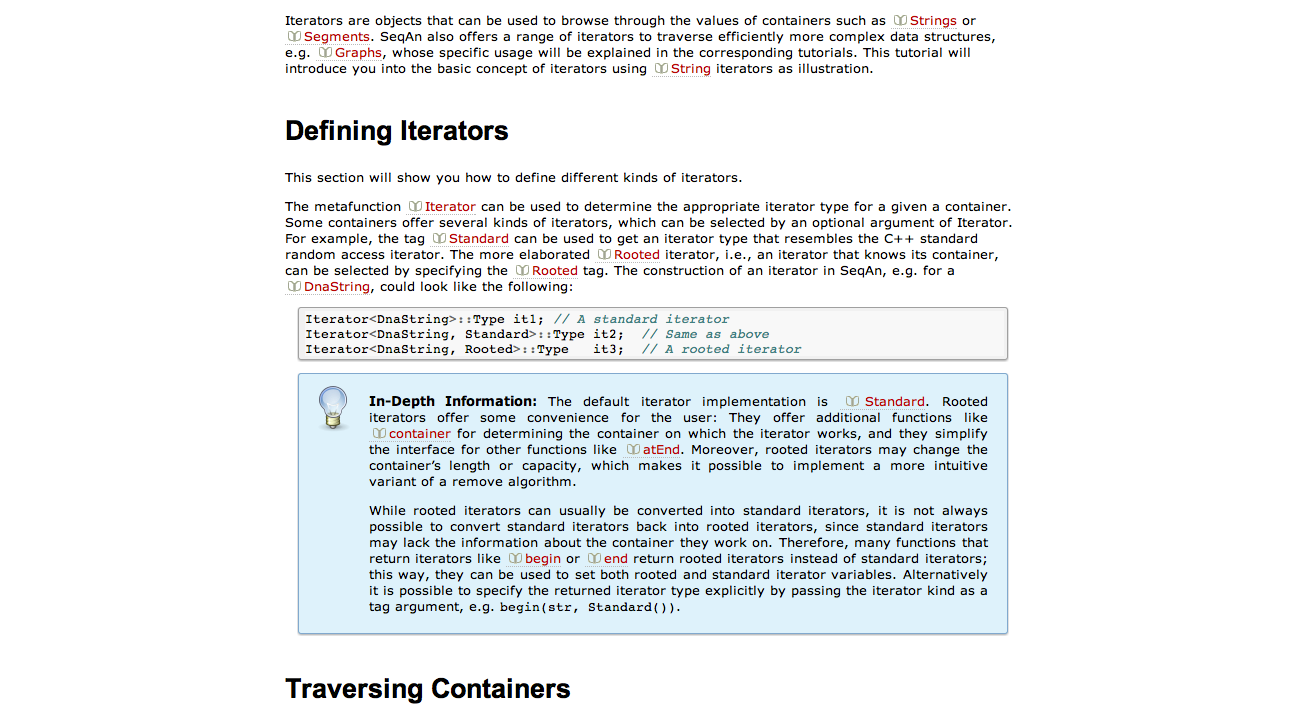 Iterators are objects that can be used to browse through the values of containers such as Strings or
Segments. SeqAn also offers a range of iterators to traverse efficiently more complex data structures,
e.g. Graphs, whose specific usage will be explained in the corresponding tutorials. This tutorial will
introduce you into the basic concept of iterators using String iterators as illustration.
Defining Iterators
This section will show you how to define different kinds of iterators.
The metafunction Iterator can be used to determine the appropriate iterator type for a given a container.
Some containers offer several kinds of iterators, which can be selected by an optional argument of Iterator.
For example, the tag Standard can be used to get an iterator type that resembles the C++ standard
random access iterator. The more elaborated Rooted iterator, i.e., an iterator that knows its container,
can be selected by specifying the Rooted tag. The construction of an iterator in SeqAn, e.g. for a
DnaString, could look like the following:
Iterator<DnaString>::Type it1; // A standard iterator
Iterator<DnaString, Standard>::Type it2;  // Same as above
Iterator<DnaString, Rooted>::Type   it3;  // A rooted iterator
In-Depth Information: The default iterator implementation is Standard. Rooted
iterators offer some convenience for the user: They offer additional functions like
container for determining the container on which the iterator works, and they simplify
the interface for other functions like atEnd. Moreover, rooted iterators may change the
container’s length or capacity, which makes it possible to implement a more intuitive
variant of a remove algorithm.
While rooted iterators can usually be converted into standard iterators, it is not always
possible to convert standard iterators back into rooted iterators, since standard iterators
may lack the information about the container they work on. Therefore, many functions that
return iterators like begin or end return rooted iterators instead of standard iterators;
this way, they can be used to set both rooted and standard iterator variables. Alternatively
it is possible to specify the returned iterator type explicitly by passing the iterator kind as a
tag argument, e.g. begin(str, Standard()).
Traversing Containers